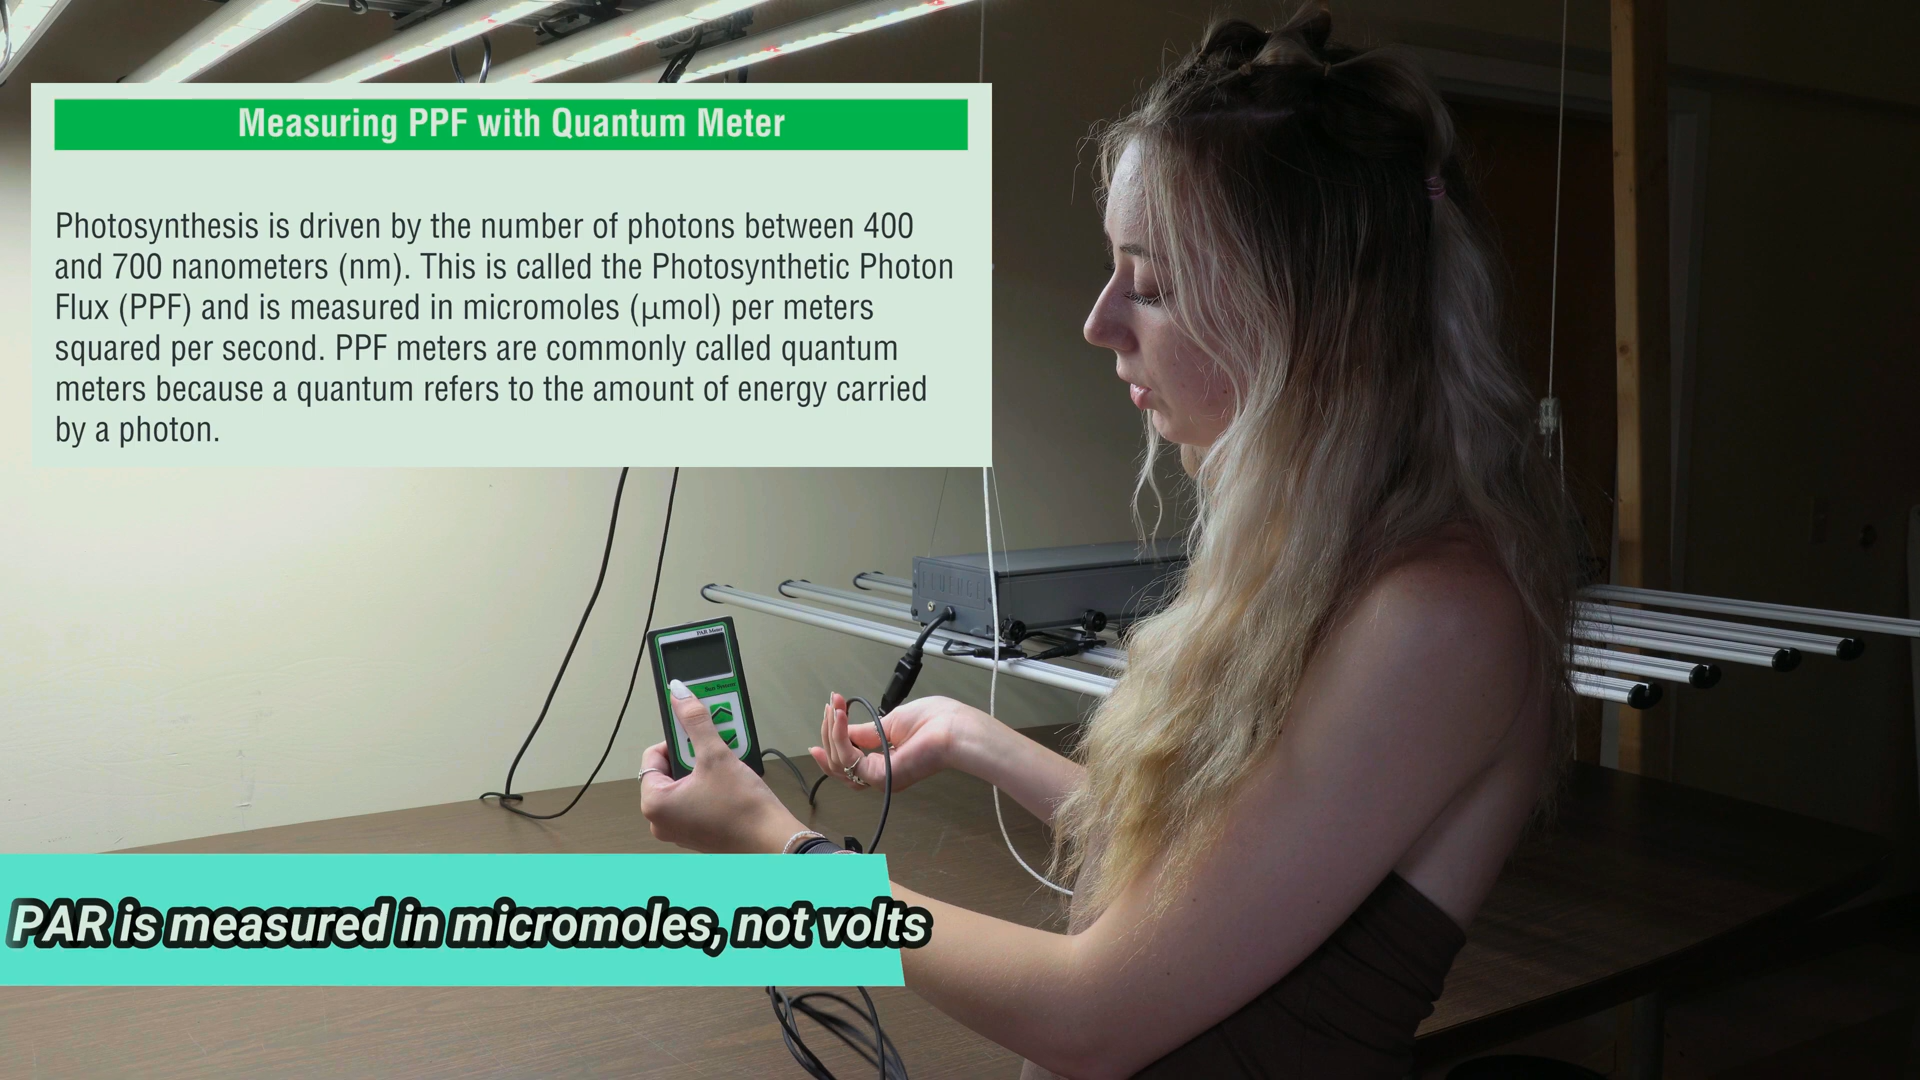 Measuring PPF with Quantum Meter
Photosynthesis is driven by the number of photons between 400
and 700 nanometers (nm). This is called the Photosynthetic Photon
Flux (PPF) and is measured in micromoles (μmol) per meters
squared per second. PPF meters are commonly called quantum
meters because a quantum refers to the amount of energy carried
by a photon.
PAR Meter
Sun System
PAR is measured in micromoles, not volts